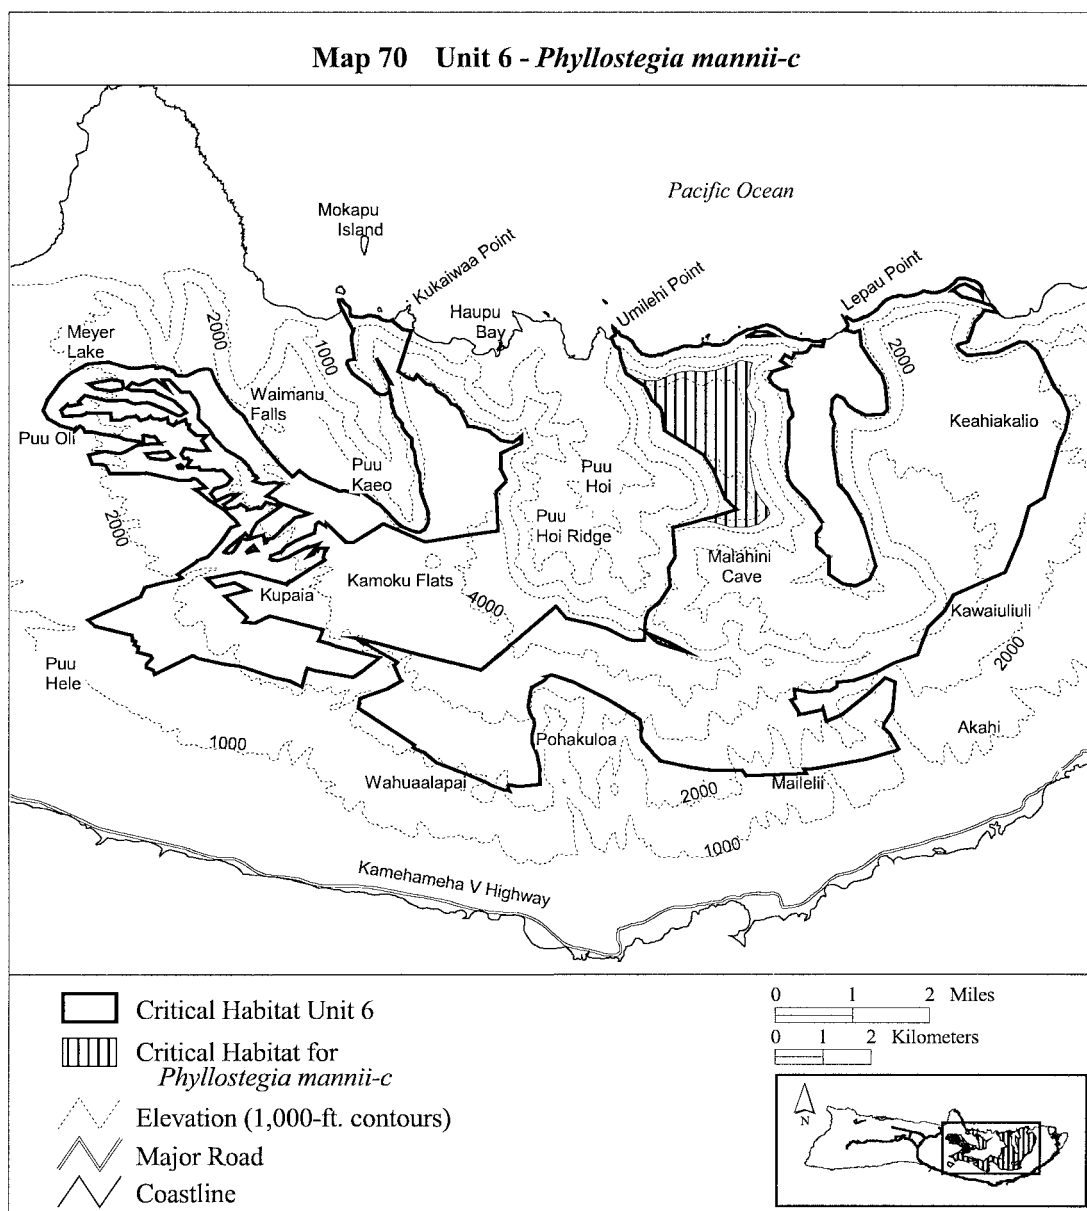 Map 70 Unit 6 - Phyllostegia mannii-c
Pacific Ocean
Mokapu
Island
Kukaiwaa Point
Haupu
Bay
Umilehi Point
Lepau Point
Meyer
Lake
2000
1000
2000
Waimanu
Falls
Keahiakalio
Puu Oli
Puu
Kaeo
Puu
Hoi
2000
Puu
Hoi Ridge
Malahini
Cave
Kamoku Flats
Kupaia
4000
Kawaiuliuli
2000
Puu
Hele
1000
Pohakuloa
Akahi
Wahuaalapai
2000
Mailelii
1000
Kamehameha V Highway
Critical Habitat Unit 6
Critical Habitat for
Phyllostegia mannii-c
Elevation (1,000-ft. contours)
Major Road
Coastline
0 1 2 Miles
0 1 2 Kilometers
N